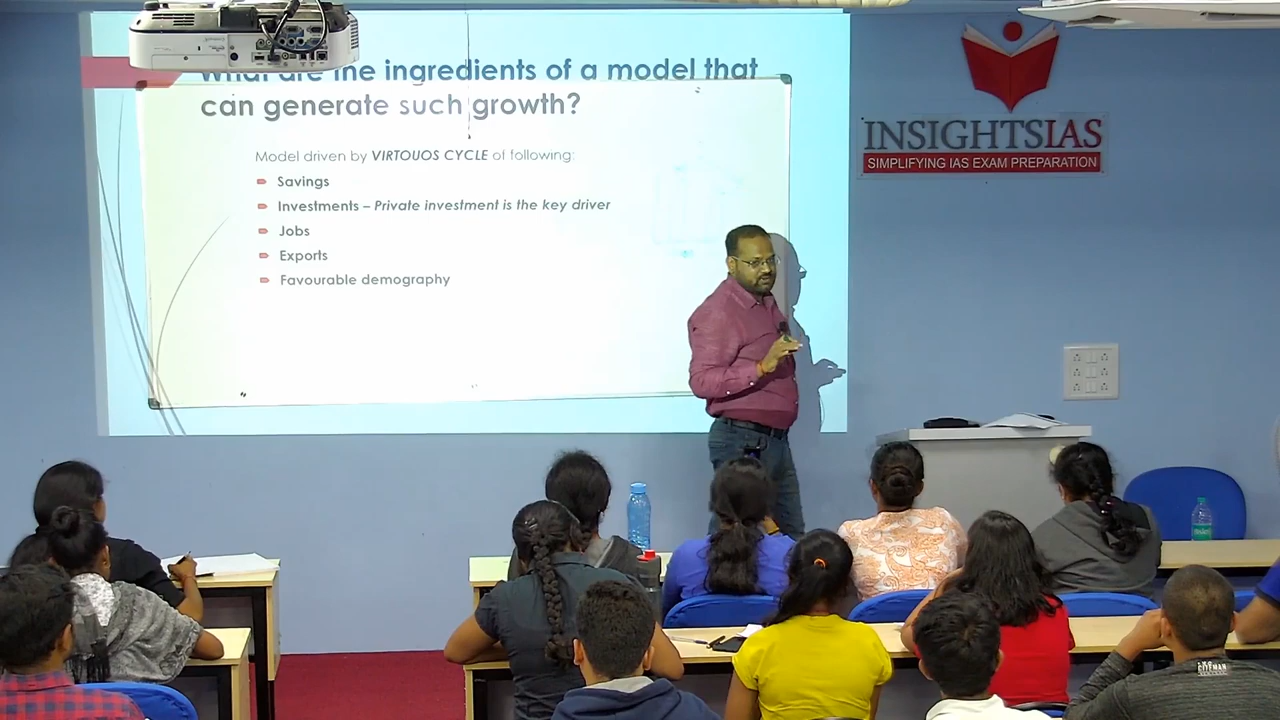 What are the ingredients of a model that
can generate such growth?
Model driven by VIRTOUOS CYCLE of following:
Savings
Investments – Private investment is the key driver
Jobs
Exports
Favourable demography
INSIGHTSIAS
SIMPLIFYING IAS EXAM PREPARATION